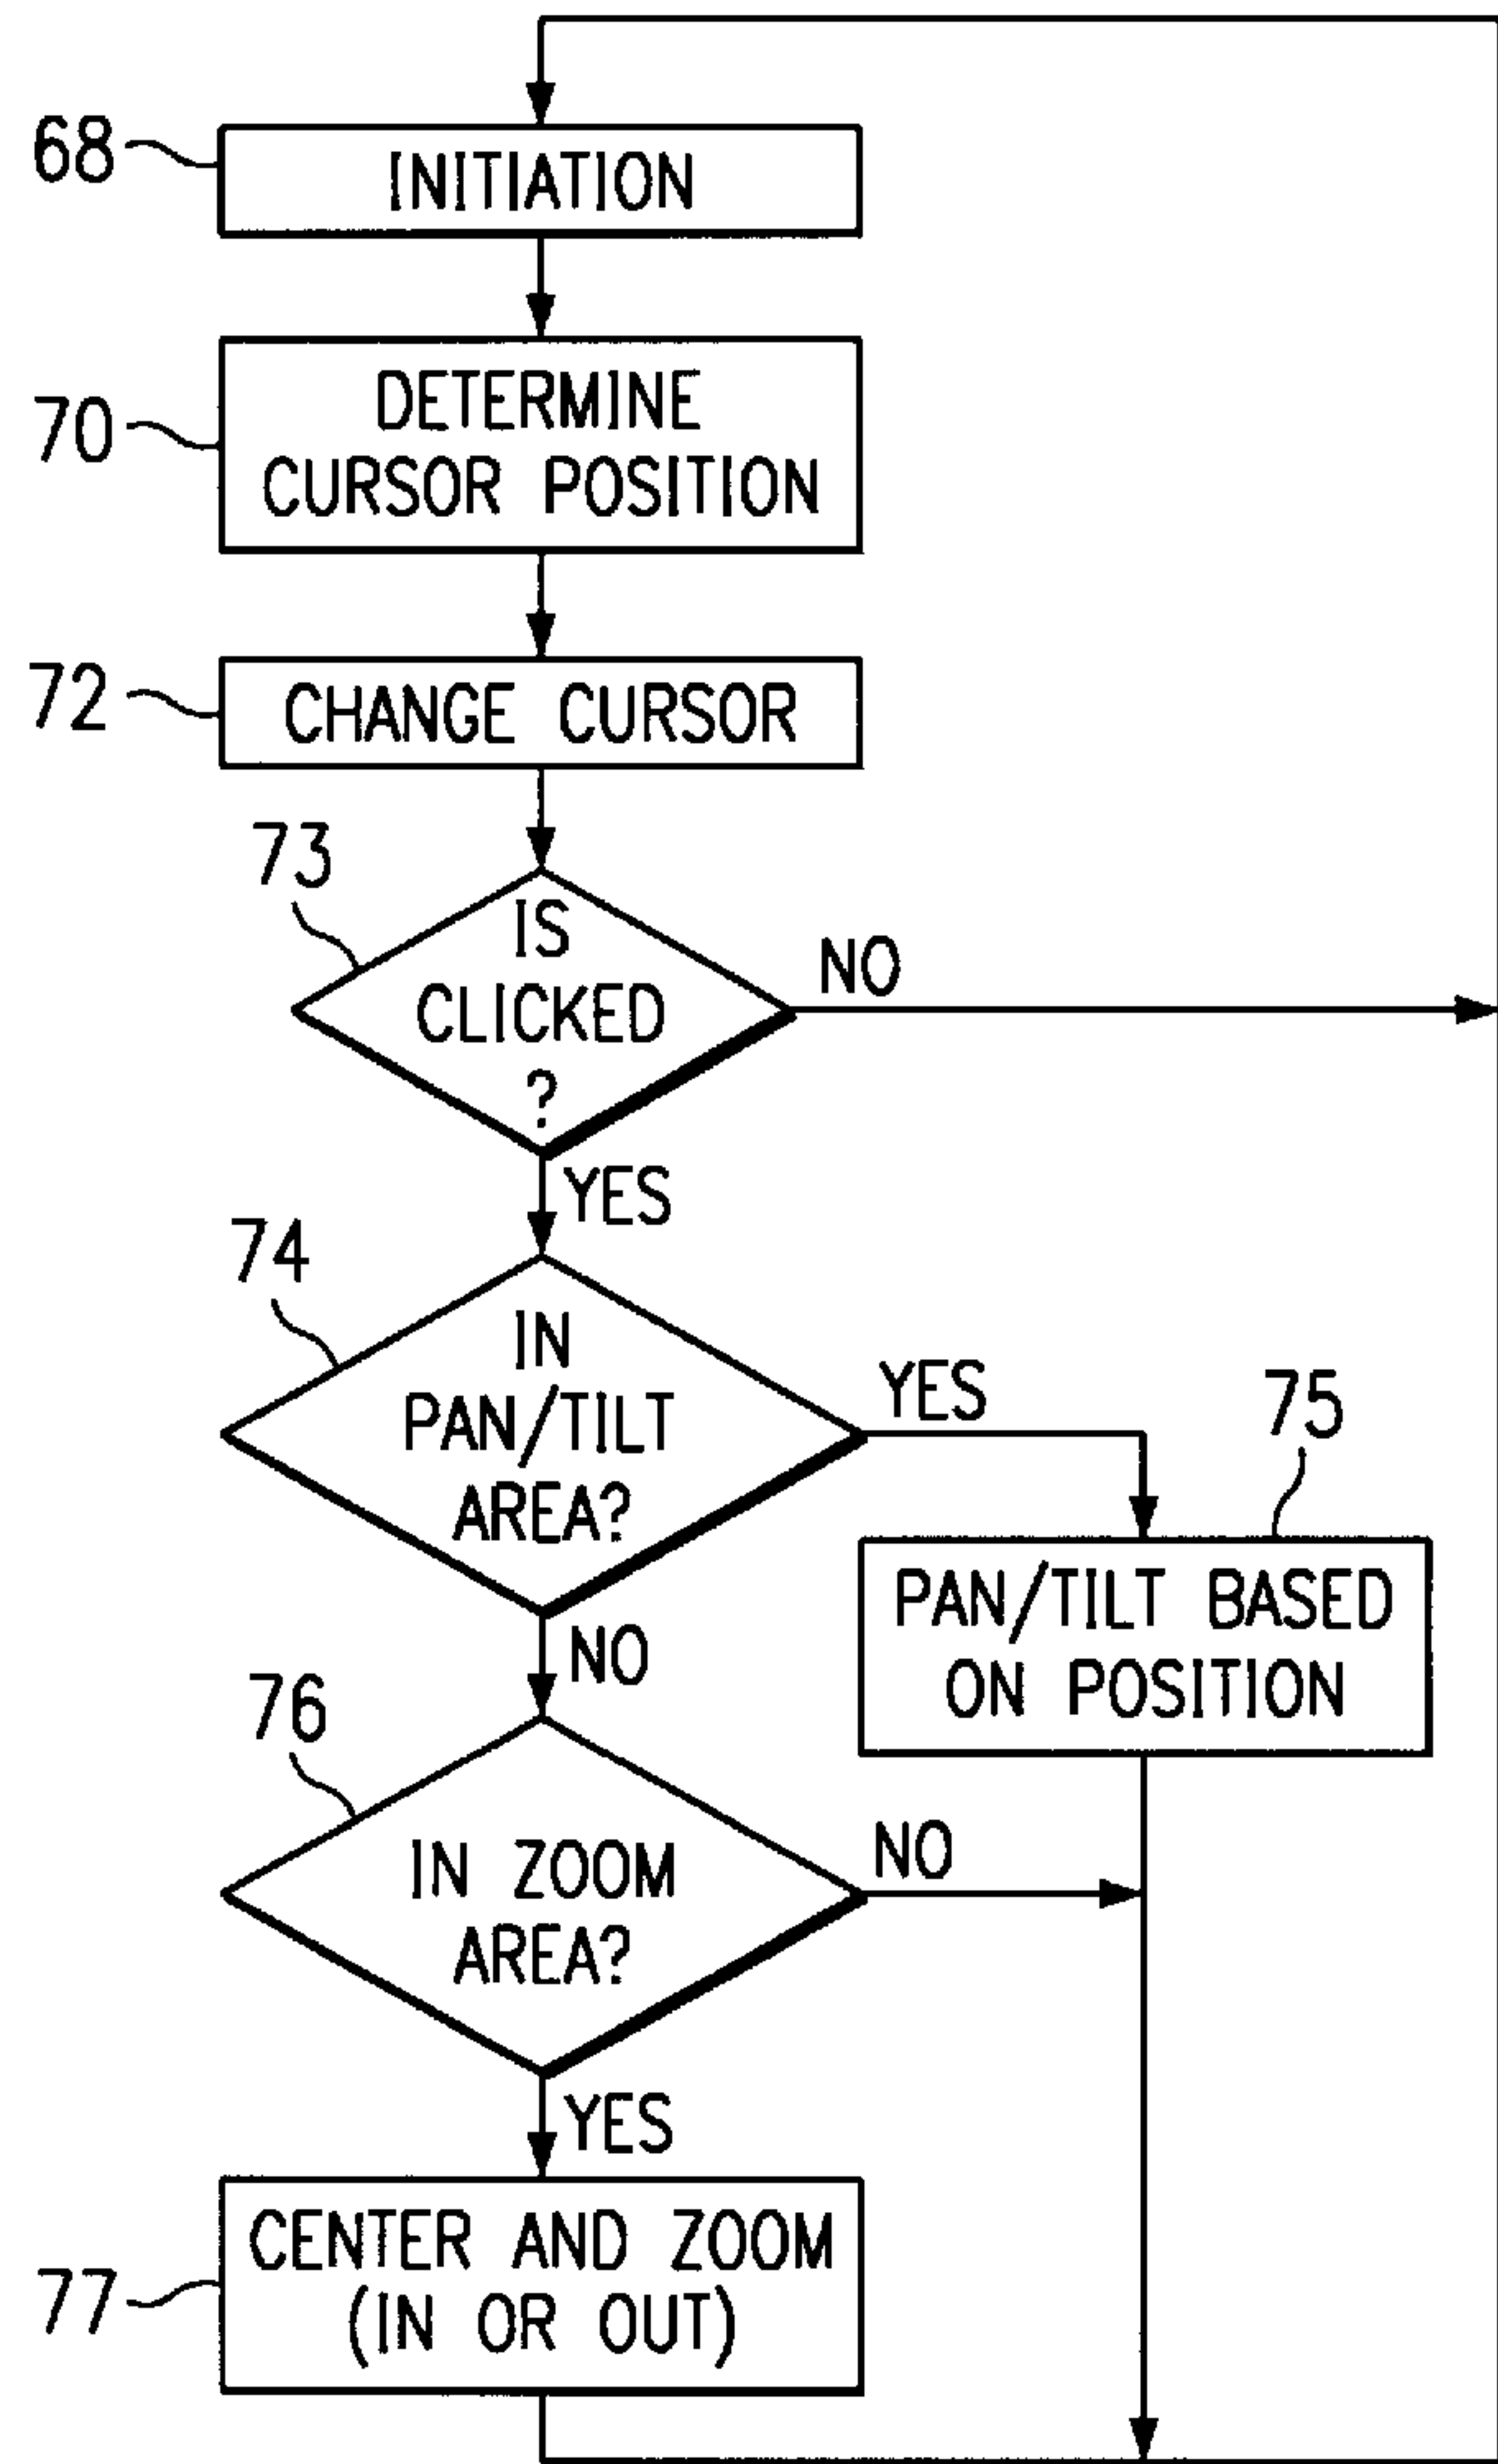 68
INITIATION
70
DETERMINE
CURSOR POSITION
72
CHANGE CURSOR
73
IS
CLICKED
?
NO
YES
74
IN
PAN/TILT
AREA?
YES
75
PAN/TILT BASED
ON POSITION
NO
76
IN ZOOM
AREA?
NO
YES
77
CENTER AND ZOOM
(IN OR OUT)